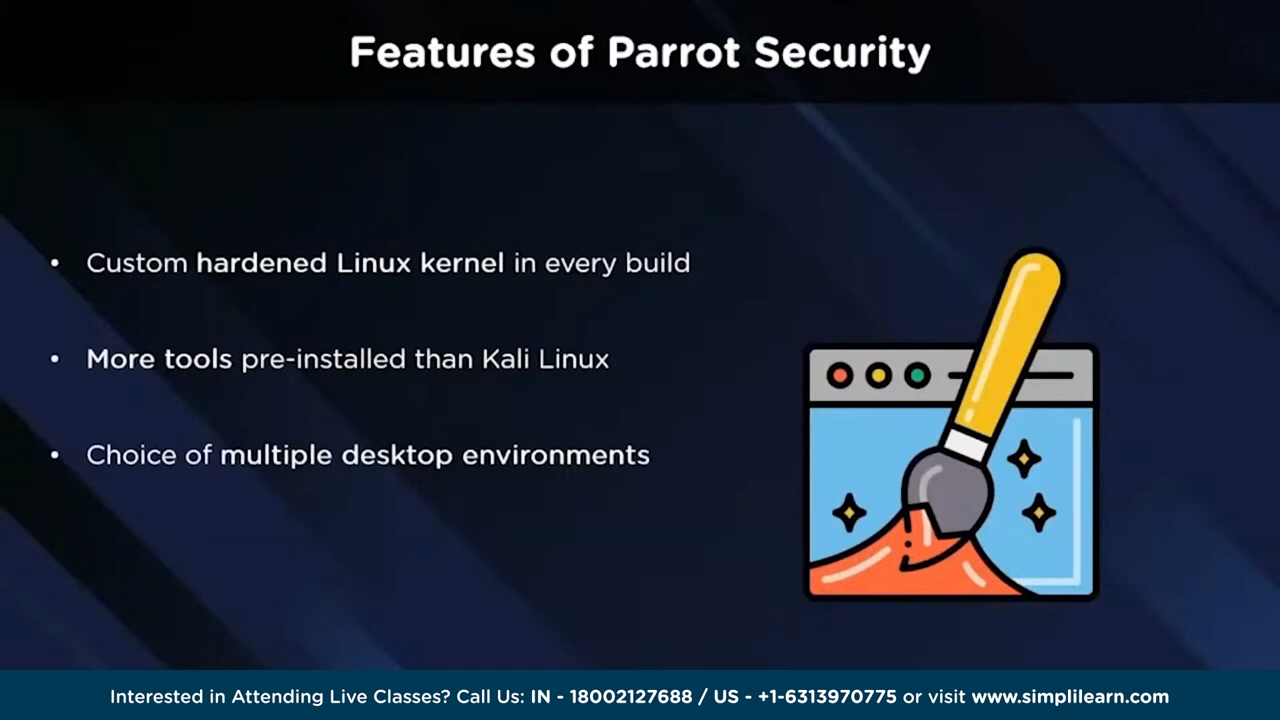 Features of Parrot Security
• Custom hardened Linux kernel in every build
• More tools pre-installed than Kali Linux
• Choice of multiple desktop environments
Interested in Attending Live Classes? Call Us: IN - 18002127688 / US - +1-6313970775 or visit www.simplilearn.com